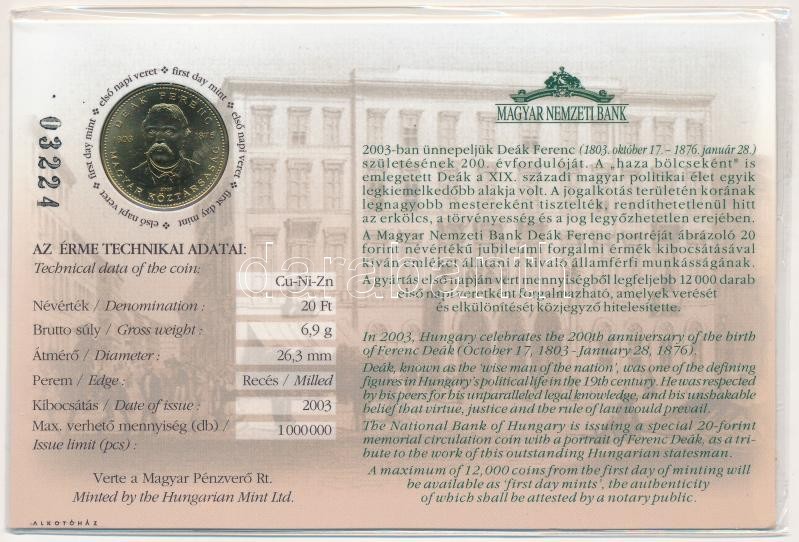 első napi veret ❖ first day mint ❖ első napi veret ❖ first day mint ❖ első napi veret ❖ first day mint ❖
DEÁK FERENC
1803 1876
2003
MAGYAR KÖZTÁRSASÁG
03224
AZ ÉRME TECHNIKAI ADATAI:
Technical data of the coin:
Cu-Ni-Zn
Névérték / Denomination : 20 Ft
Brutto súly / Gross weight : 6,9 g
Átmérő / Diameter : 26,3 mm
Perem / Edge : Recés / Milled
Kibocsátás / Date of issue : 2003
Max. verhető mennyiség (db) / 1 000 000
Issue limit (pcs) :
Verte a Magyar Pénzverő Rt.
Minted by the Hungarian Mint Ltd.
ALKOTÓHÁZ
MAGYAR NEMZETI BANK
2003-ban ünnepeljük Deák Ferenc (1803. október 17. – 1876. január 28.)
születésének 200. évfordulóját. A „haza bölcseként" is
emlegetett Deák a XIX. századi magyar politikai élet egyik
legkiemelkedőbb alakja volt. A jogalkotás területén korának
legnagyobb mestereként tisztelték, rendíthetetlenül hitt
az erkölcs, a törvényesség és a jog legyőzhetetlen erejében.
A Magyar Nemzeti Bank Deák Ferenc portréját ábrázoló 20
forint névértékű jubileumi forgalmi érmék kibocsátásával
kíván emléket állítani a kiváló államférfi munkásságának.
A gyártás első napján vert mennyiségből legfeljebb 12 000 darab
első napi veretként forgalmazható, amelyek verését
és elkülönítését közjegyző hitelesítette.
In 2003, Hungary celebrates the 200th anniversary of the birth
of Ferenc Deák (October 17, 1803 - January 28, 1876).
Deák, known as the 'wise man of the nation', was one of the defining
figures in Hungary's political life in the 19th century. He was respected
by his peers for his unparalleled legal knowledge, and his unshakable
belief that virtue, justice and the rule of law would prevail.
The National Bank of Hungary is issuing a special 20-forint
memorial circulation coin with a portrait of Ferenc Deák, as a tri-
bute to the work of this outstanding Hungarian statesman.
A maximum of 12,000 coins from the first day of minting will
be available as 'first day mints', the authenticity
of which shall be attested by a notary public.
darabanth.hu